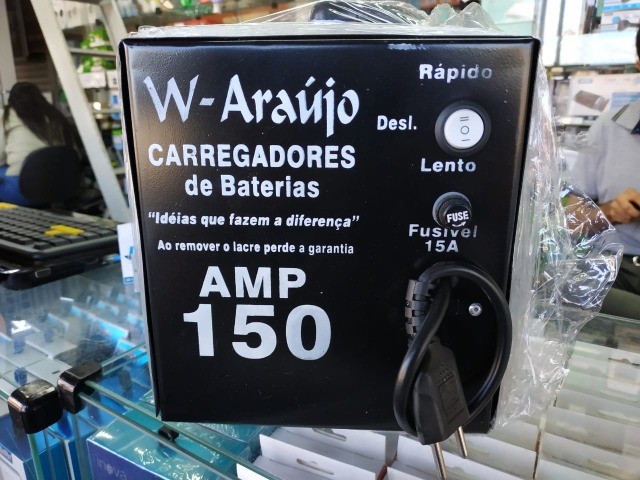 W-Araújo
CARREGADORES
de Baterias
"Idéias que fazem a diferença"
Ao remover o lacre perde a garantia
AMP
150
Rápido
Desl.
Lento
FUSE
Fusível
15A
inova